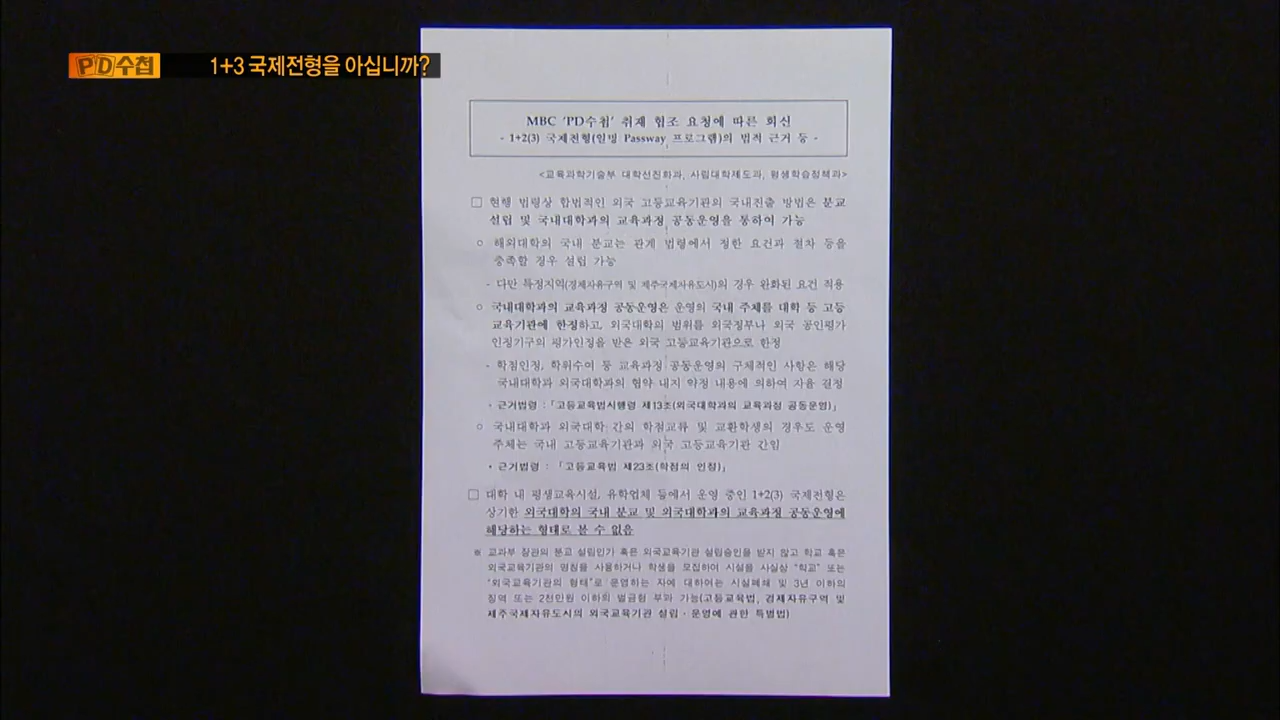 PD수첩
1+3 국제전형을 아십니까?
MBC 'PD수첩' 취재 협조 요청에 따른 회신
- 1+2(3) 국제전형(일명 Passway 프로그램)의 법적 근거 등 -
<교육과학기술부 대학선진화과, 사립대학제도과, 평생학습정책과>
□ 현행 법령상 합법적인 외국 고등교육기관의 국내진출 방법은 분교
설립 및 국내대학과의 교육과정 공동운영을 통하여 가능
○ 해외대학의 국내 분교는 관계 법령에서 정한 요건과 절차 등을
충족할 경우 설립 가능
- 다만 특정지역(경제자유구역 및 제주국제자유도시)의 경우 완화된 요건 적용
○ 국내대학과의 교육과정 공동운영은 운영의 국내 주체를 대학 등 고등
교육기관에 한정하고, 외국대학의 범위를 외국정부나 외국 공인평가
인정기구의 평가인정을 받은 외국 고등교육기관으로 한정
- 학점인정, 학위수여 등 교육과정 공동운영의 구체적인 사항은 해당
국내대학과 외국대학과의 협약 내지 약정 내용에 의하여 자율 결정
• 근거법령 : 「고등교육법시행령 제13조(외국대학과의 교육과정 공동운영)」
○ 국내대학과 외국대학 간의 학점교류 및 교환학생의 경우도 운영
주체는 국내 고등교육기관과 외국 고등교육기관 간임
• 근거법령 : 「고등교육법 제23조(학점의 인정)」
□ 대학 내 평생교육시설, 유학업체 등에서 운영 중인 1+2(3) 국제전형은
상기한 외국대학의 국내 분교 및 외국대학과의 교육과정 공동운영에
해당하는 형태로 볼 수 없음
※ 교과부 장관의 분교 설립인가 혹은 외국교육기관 설립승인을 받지 않고 학교 혹은
외국교육기관의 명칭을 사용하거나 학생을 모집하여 시설을 사실상 "학교" 또는
"외국교육기관의 형태"로 운영하는 자에 대하여는 시설폐쇄 및 3년 이하의
징역 또는 2천만원 이하의 벌금형 부과 가능(고등교육법, 경제자유구역 및
제주국제자유도시의 외국교육기관 설립·운영에 관한 특별법)